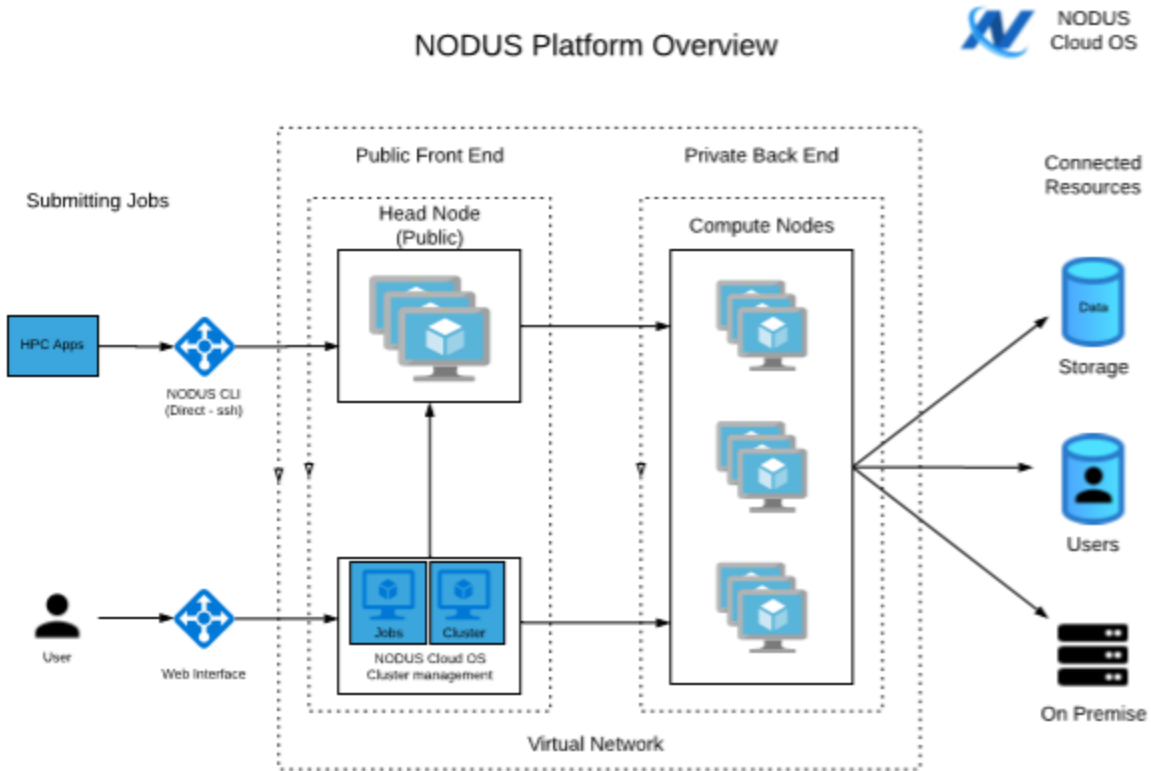 NODUS Platform Overview
NODUS
Cloud OS
Submitting Jobs
Public Front End
Private Back End
Connected
Resources
Head Node
(Public)
Compute Nodes
HPC Apps
NODUS CLI
(Direct - ssh)
Data
Storage
Users
User
Web Interface
Jobs
Cluster
NODUS Cloud OS
Cluster management
On Premise
Virtual Network